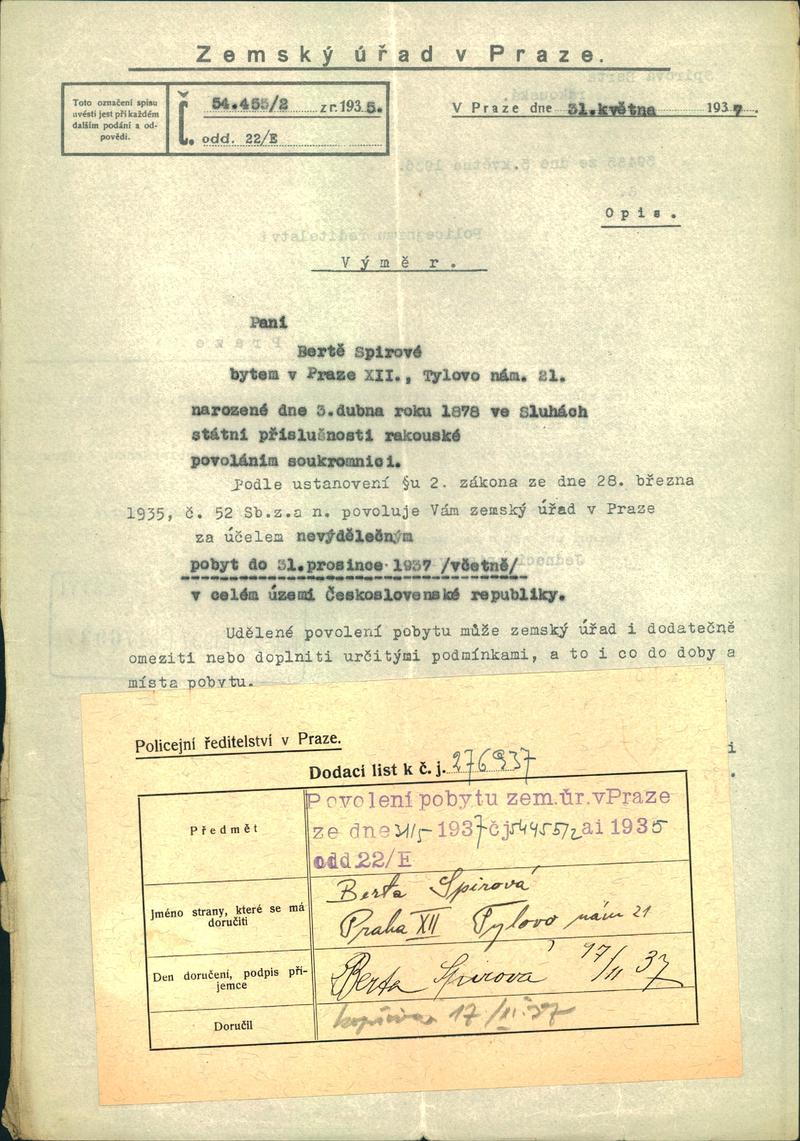 Zemský úřad v Praze.
Toto označení spisu
uvésti jest při každém
dalším podání a od-
povědi.
Č. 54.455/2 z r. 1935.
odd. 22/E
V Praze dne 31.května 1937.
Opis.
Výměr.
Paní
Bertě Spirové
bytem v Praze XII., Tylovo nám. 21.
narozené dne 3.dubna roku 1878 ve Sluhách
státní příslušnosti rakouské
povoláním soukromnici.
Podle ustanovení §u 2. zákona ze dne 28. března
1935, č. 52 Sb.z.a n. povoluje Vám zemský úřad v Praze
za účelem nevýdělečným
pobyt do 31.prosince 1937 /včetně/
v celém území Československé republiky.
Udělené povolení pobytu může zemský úřad i dodatečně
omeziti nebo doplniti určitými podmínkami, a to i co do doby a
místa pobytu.
Policejní ředitelství v Praze.
Dodací list k č. j. 276937
Předmět
Povolení pobytu zem.úř.vPraze
ze dne 31/5 1937 čj 54455/2 ai 1935
odd.22/E
Jméno strany, které se má
doručiti
Berta Spirová
Praha XII Tylovo nám 21
Den doručení, podpis pří-
jemce
Berta Spirová 17/11 37
Doručil
17/11.37